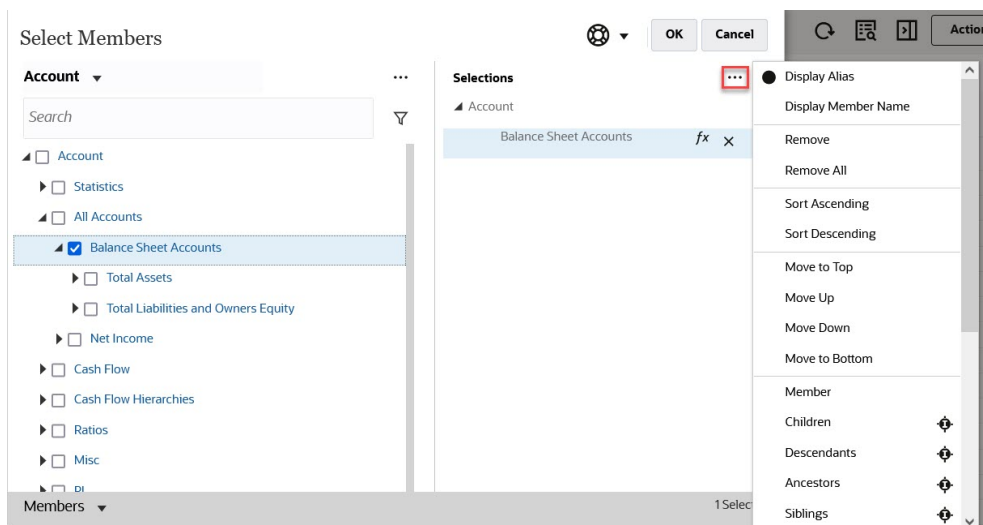 Select Members
OK
Cancel
Actio
Account
...
Search
Account
Statistics
All Accounts
Balance Sheet Accounts
Total Assets
Total Liabilities and Owners Equity
Net Income
Cash Flow
Cash Flow Hierarchies
Ratios
Misc
Members
Selections
...
Account
Balance Sheet Accounts fx X
1 Selec
Display Alias
Display Member Name
Remove
Remove All
Sort Ascending
Sort Descending
Move to Top
Move Up
Move Down
Move to Bottom
Member
Children
Descendants
Ancestors
Siblings